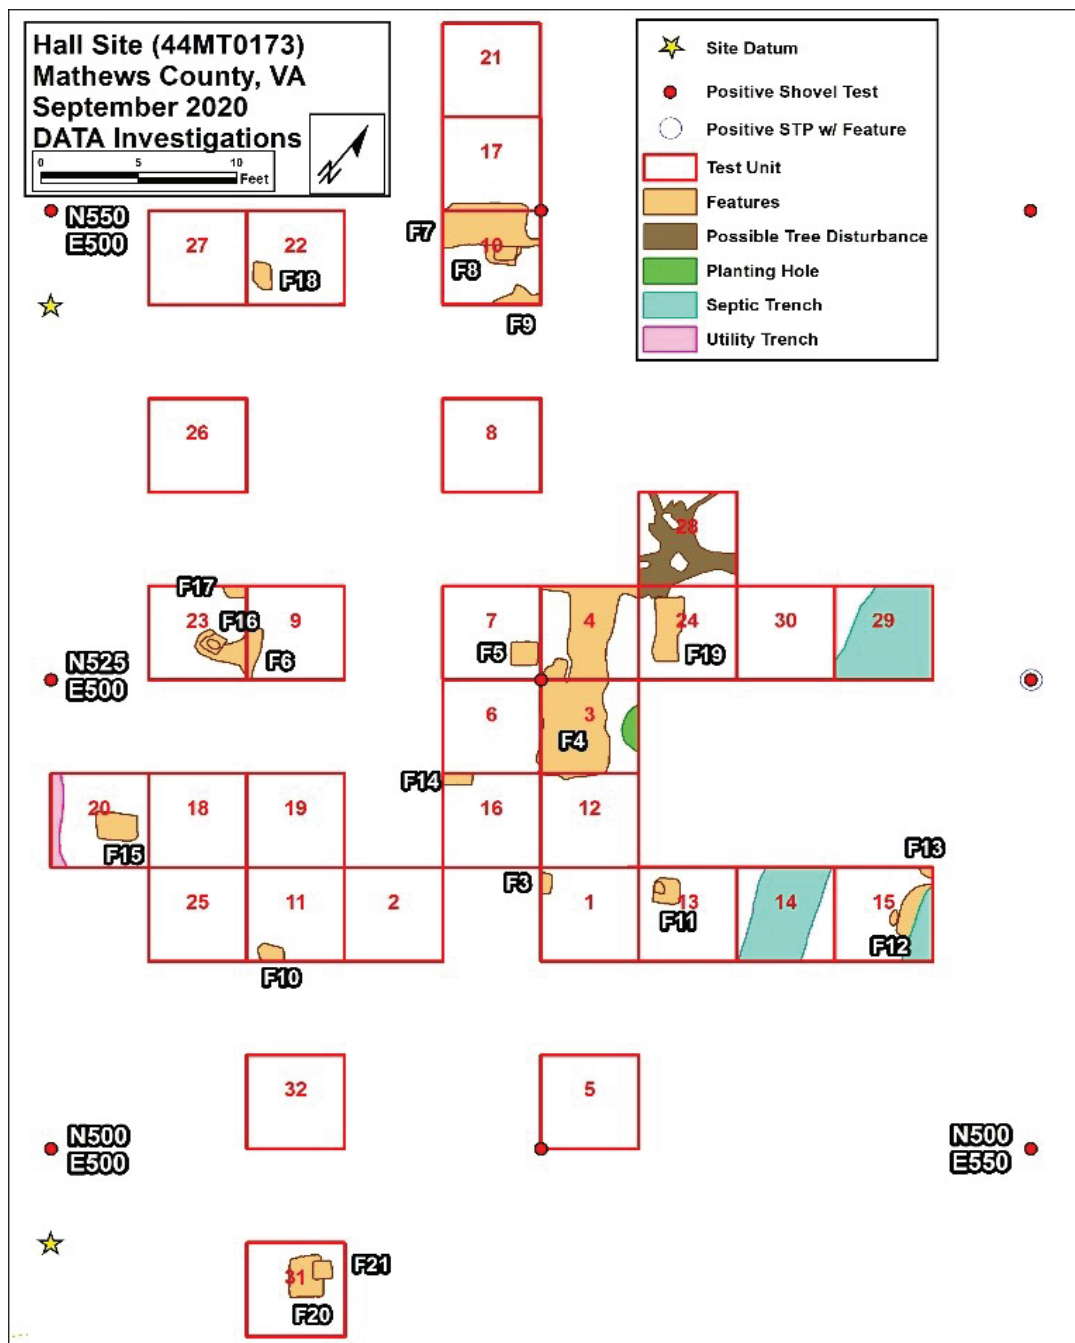 Hall Site (44MT0173)
Mathews County, VA
September 2020
DATA Investigations
0 5 10
Feet
N
Site Datum
Positive Shovel Test
Positive STP w/ Feature
Test Unit
Features
Possible Tree Disturbance
Planting Hole
Septic Trench
Utility Trench
21
17
N550
E500
27
22
F18
F7
10
F8
F9
26
8
28
F17
23
F16
9
F6
7
F5
4
24
F19
30
29
N525
E500
6
3
F4
F14
20
F15
18
19
16
12
F13
25
11
2
F3
1
13
F11
14
15
F12
F10
32
5
N500
E500
N500
E550
31
F21
F20